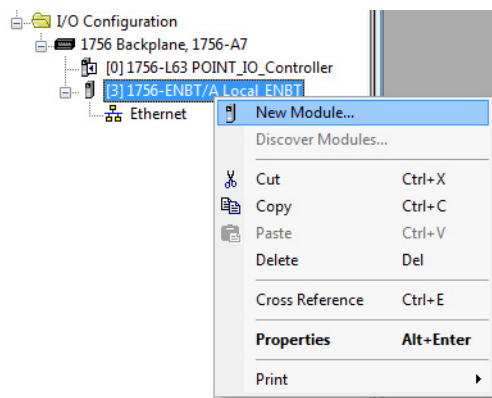 I/O Configuration
1756 Backplane, 1756-A7
[0] 1756-L63 POINT_IO_Controller
[3] 1756-ENBT/A Local_ENBT
Ethernet
New Module...
Discover Modules...
Cut Ctrl+X
Copy Ctrl+C
Paste Ctrl+V
Delete Del
Cross Reference Ctrl+E
Properties Alt+Enter
Print